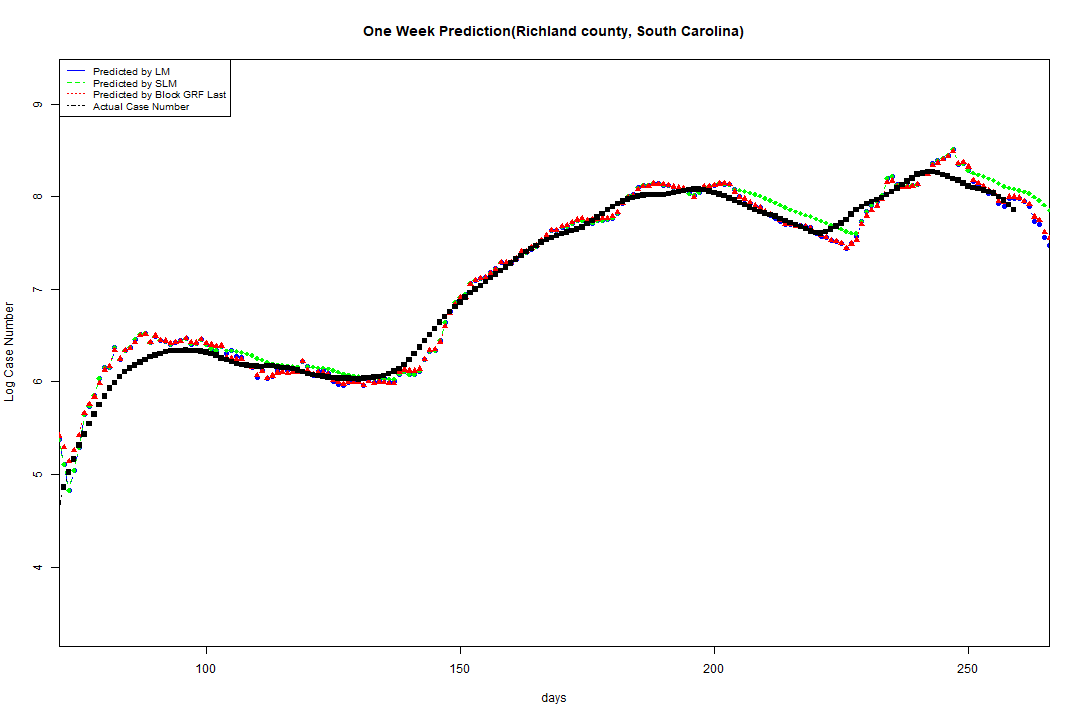 One Week Prediction(Richland county, South Carolina)
Predicted by LM
Predicted by SLM
Predicted by Block GRF Last
Actual Case Number
9
8
7
6
5
4
Log Case Number
100 150 200 250
days